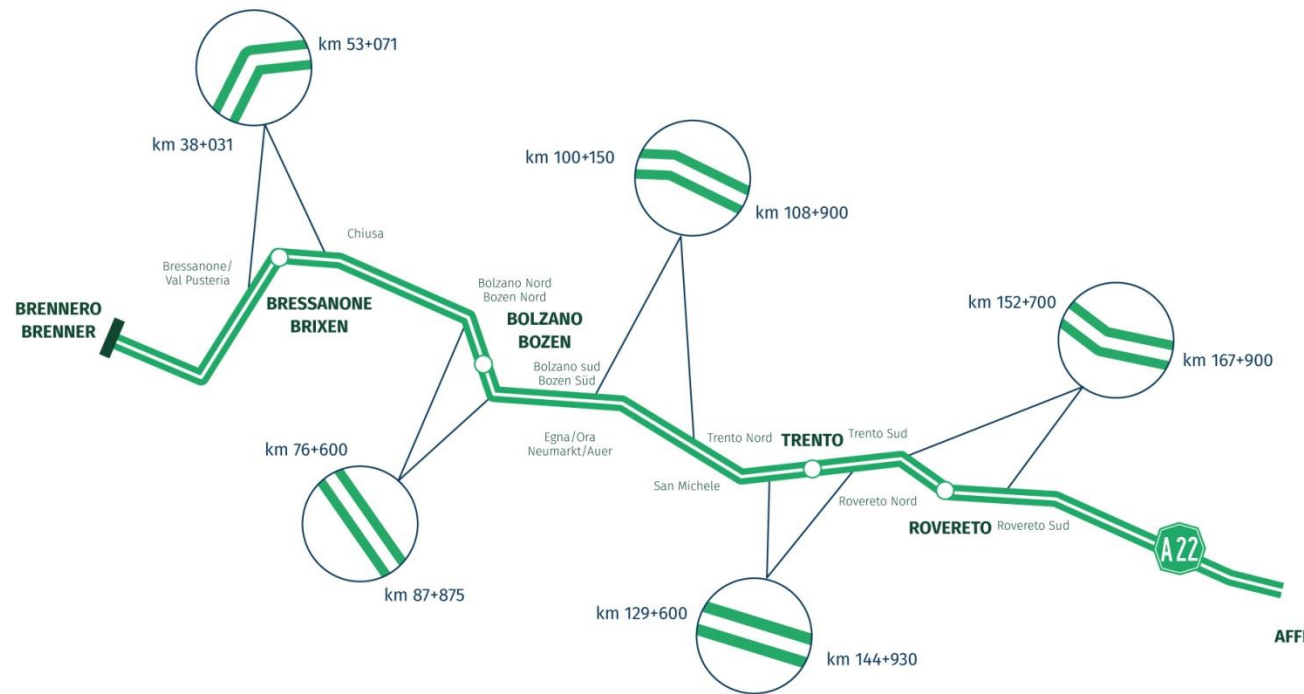 km 53+071
km 38+031
km 100+150
km 108+900
Chiusa
Bressanone/
Val Pusteria
BRENNERO
BRENNER
BRESSANONE
BRIXEN
Bolzano Nord
Bozen Nord
BOLZANO
BOZEN
Bolzano sud
Bozen Süd
km 152+700
km 167+900
km 76+600
km 87+875
Egna/Ora
Neumarkt/Auer
Trento Nord
TRENTO
Trento Sud
San Michele
Rovereto Nord
ROVERETO
Rovereto Sud
A22
km 129+600
km 144+930